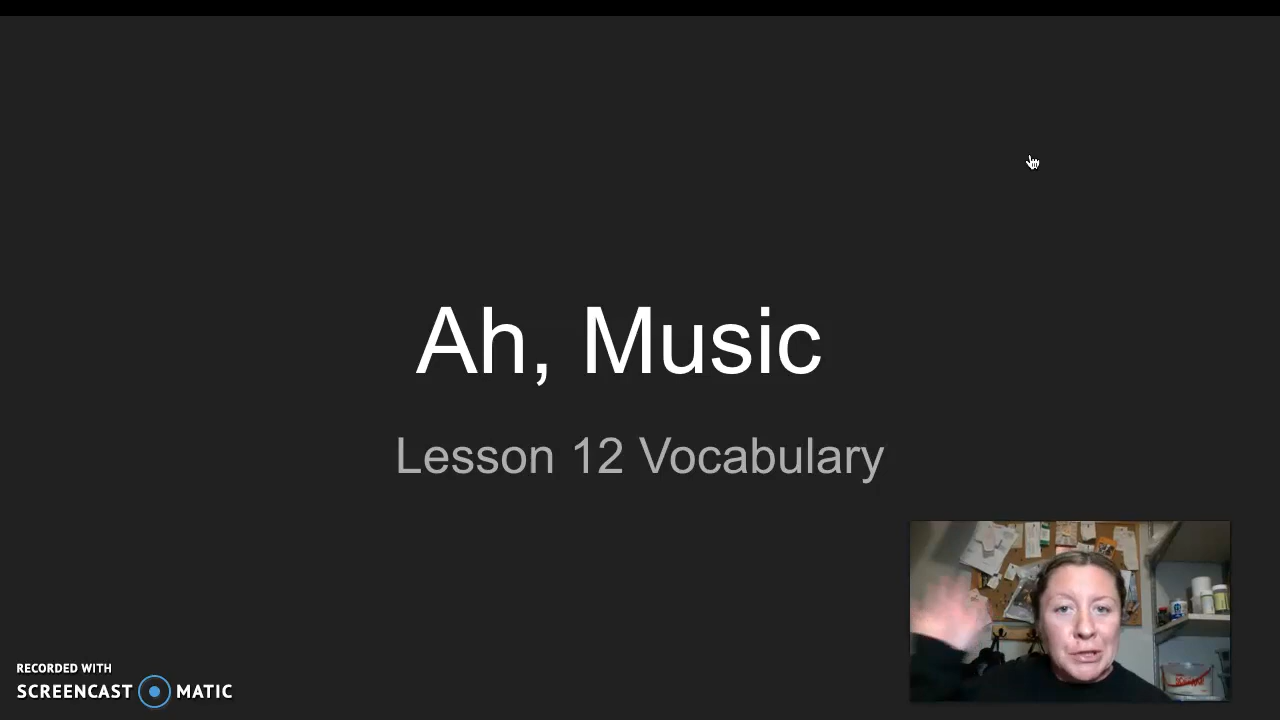 Ah, Music
Lesson 12 Vocabulary
RECORDED WITH
SCREENCAST MATIC